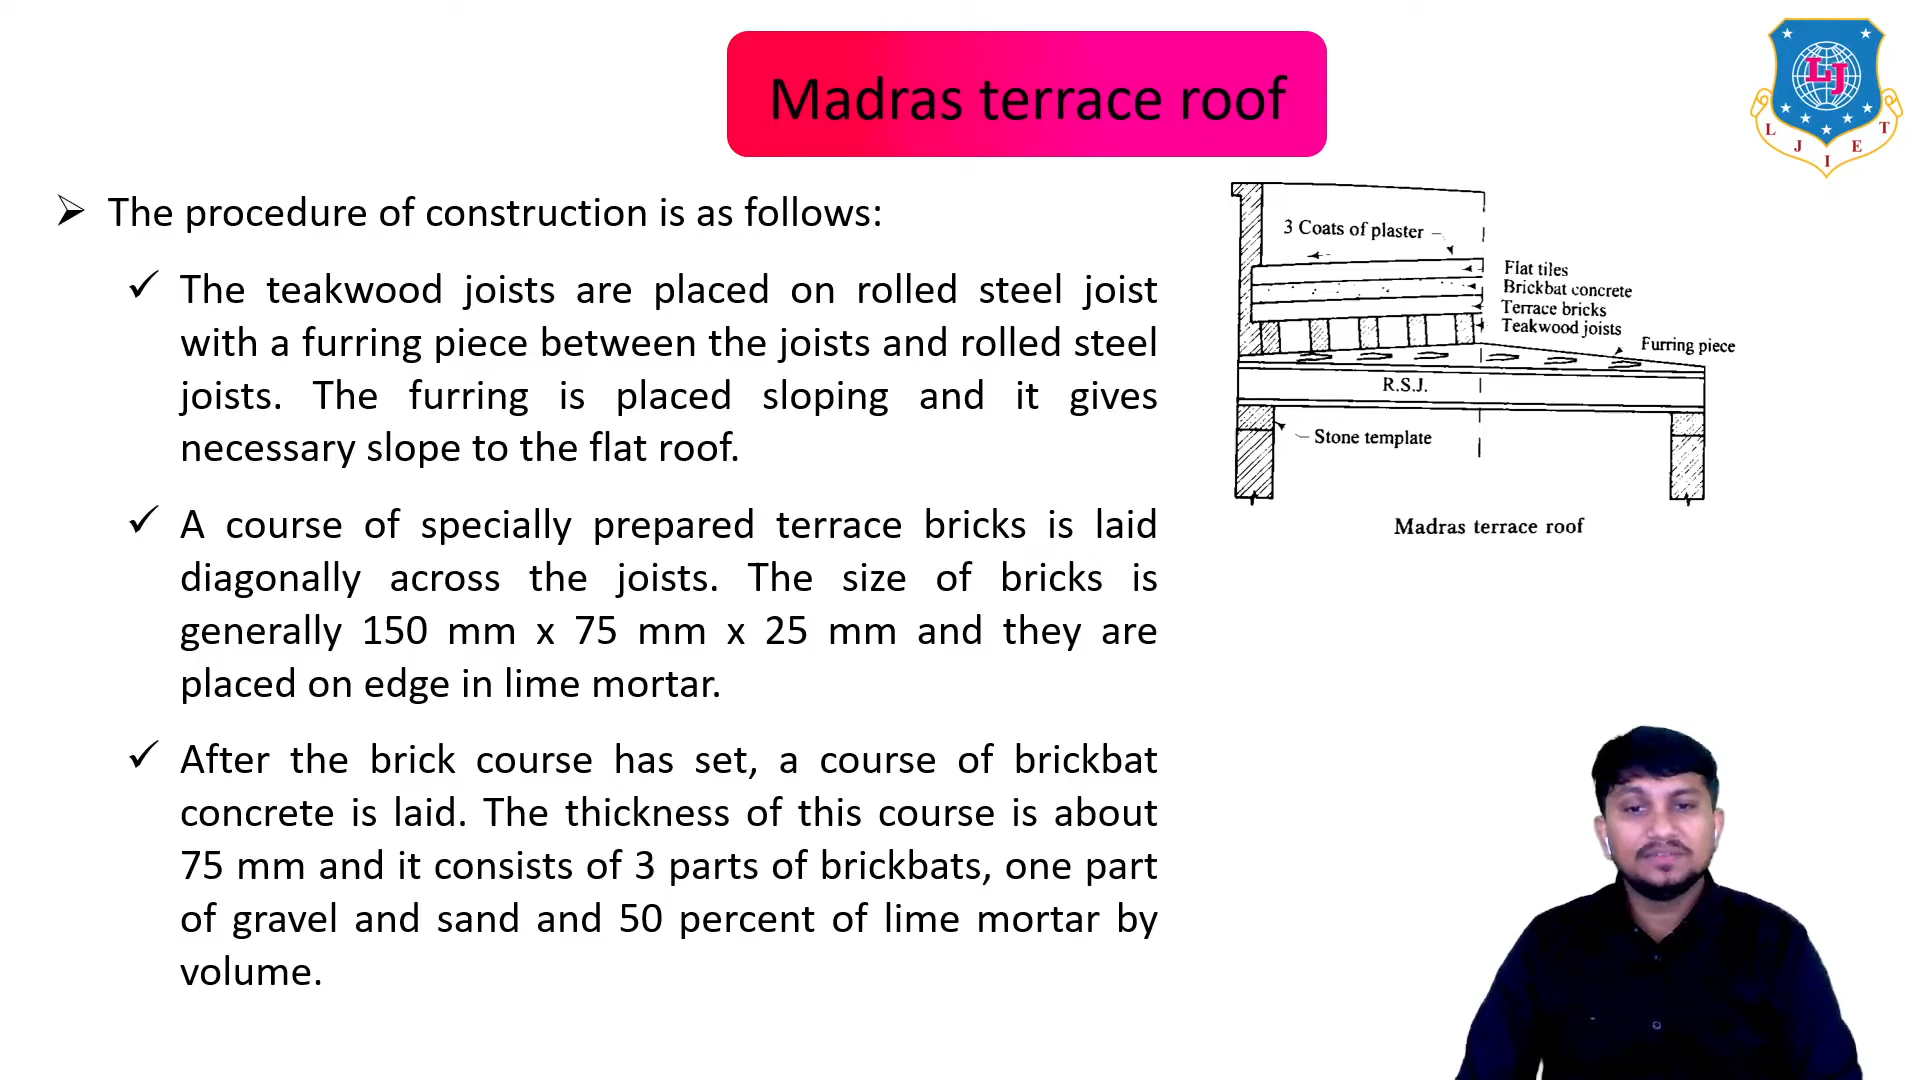 Madras terrace roof
LJ
L
J
I
E
T
The procedure of construction is as follows:
The teakwood joists are placed on rolled steel joist
with a furring piece between the joists and rolled steel
joists. The furring is placed sloping and it gives
necessary slope to the flat roof.
A course of specially prepared terrace bricks is laid
diagonally across the joists. The size of bricks is
generally 150 mm x 75 mm x 25 mm and they are
placed on edge in lime mortar.
After the brick course has set, a course of brickbat
concrete is laid. The thickness of this course is about
75 mm and it consists of 3 parts of brickbats, one part
of gravel and sand and 50 percent of lime mortar by
volume.
3 Coats of plaster
Flat tiles
Brickbat concrete
Terrace bricks
Teakwood joists
Furring piece
R.S.J.
Stone template
Madras terrace roof